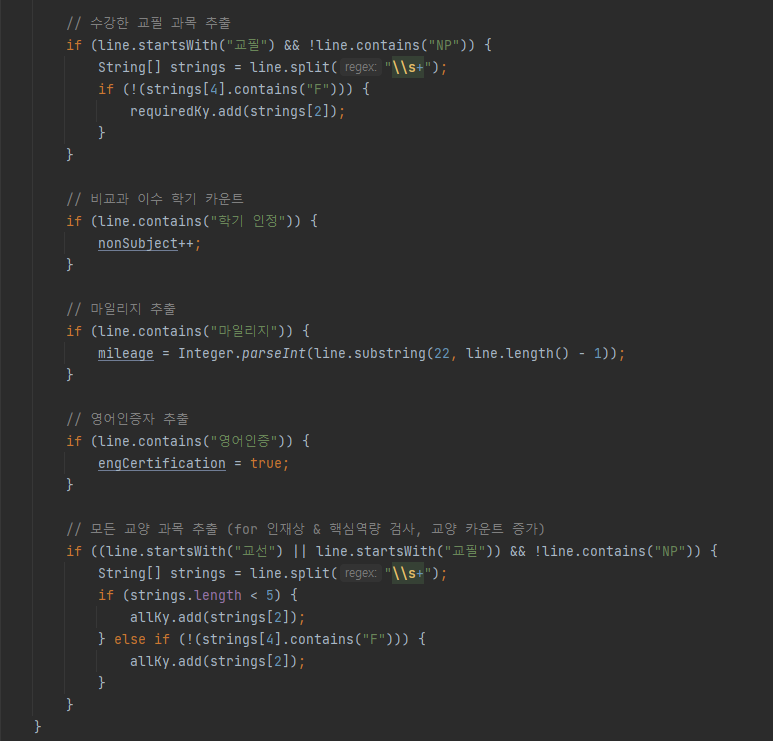 // 수강한 교필 과목 추출
if (line.startsWith("교필") && !line.contains("NP")) {
String[] strings = line.split( regex: "\\s+");
if (!(strings[4].contains("F"))) {
requiredKy.add(strings[2]);
}
}
// 비교과 이수 학기 카운트
if (line.contains("학기 인정")) {
nonSubject++;
}
// 마일리지 추출
if (line.contains("마일리지")) {
mileage = Integer.parseInt(line.substring(22, line.length() - 1));
}
// 영어인증자 추출
if (line.contains("영어인증")) {
engCertification = true;
}
// 모든 교양 과목 추출 (for 인재상 & 핵심역량 검사, 교양 카운트 증가)
if ((line.startsWith("교선") || line.startsWith("교필")) && !line.contains("NP")) {
String[] strings = line.split( regex: "\\s+");
if (strings.length < 5) {
allKy.add(strings[2]);
} else if (!(strings[4].contains("F"))) {
allKy.add(strings[2]);
}
}
}